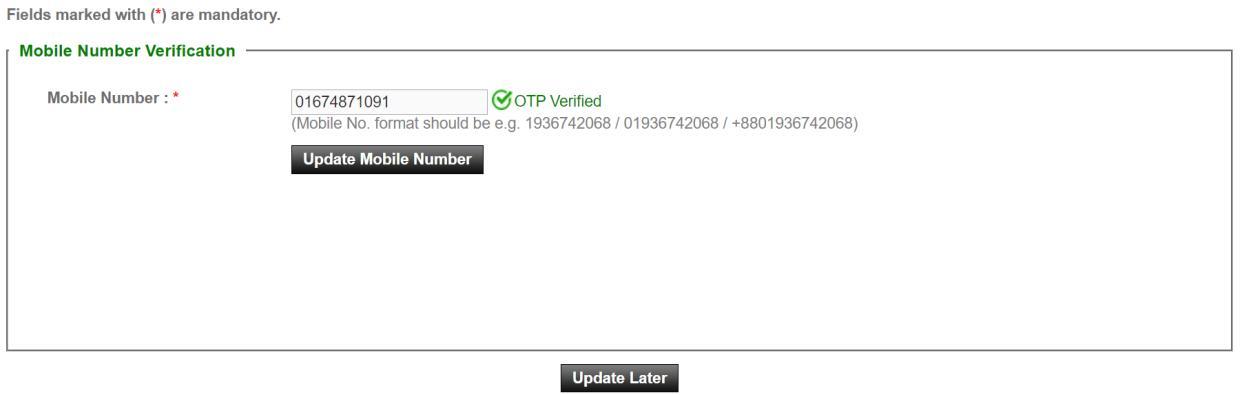 Fields marked with (*) are mandatory.
Mobile Number Verification
Mobile Number : *
01674871091 OTP Verified
(Mobile No. format should be e.g. 1936742068 / 01936742068 / +8801936742068)
Update Mobile Number
Update Later